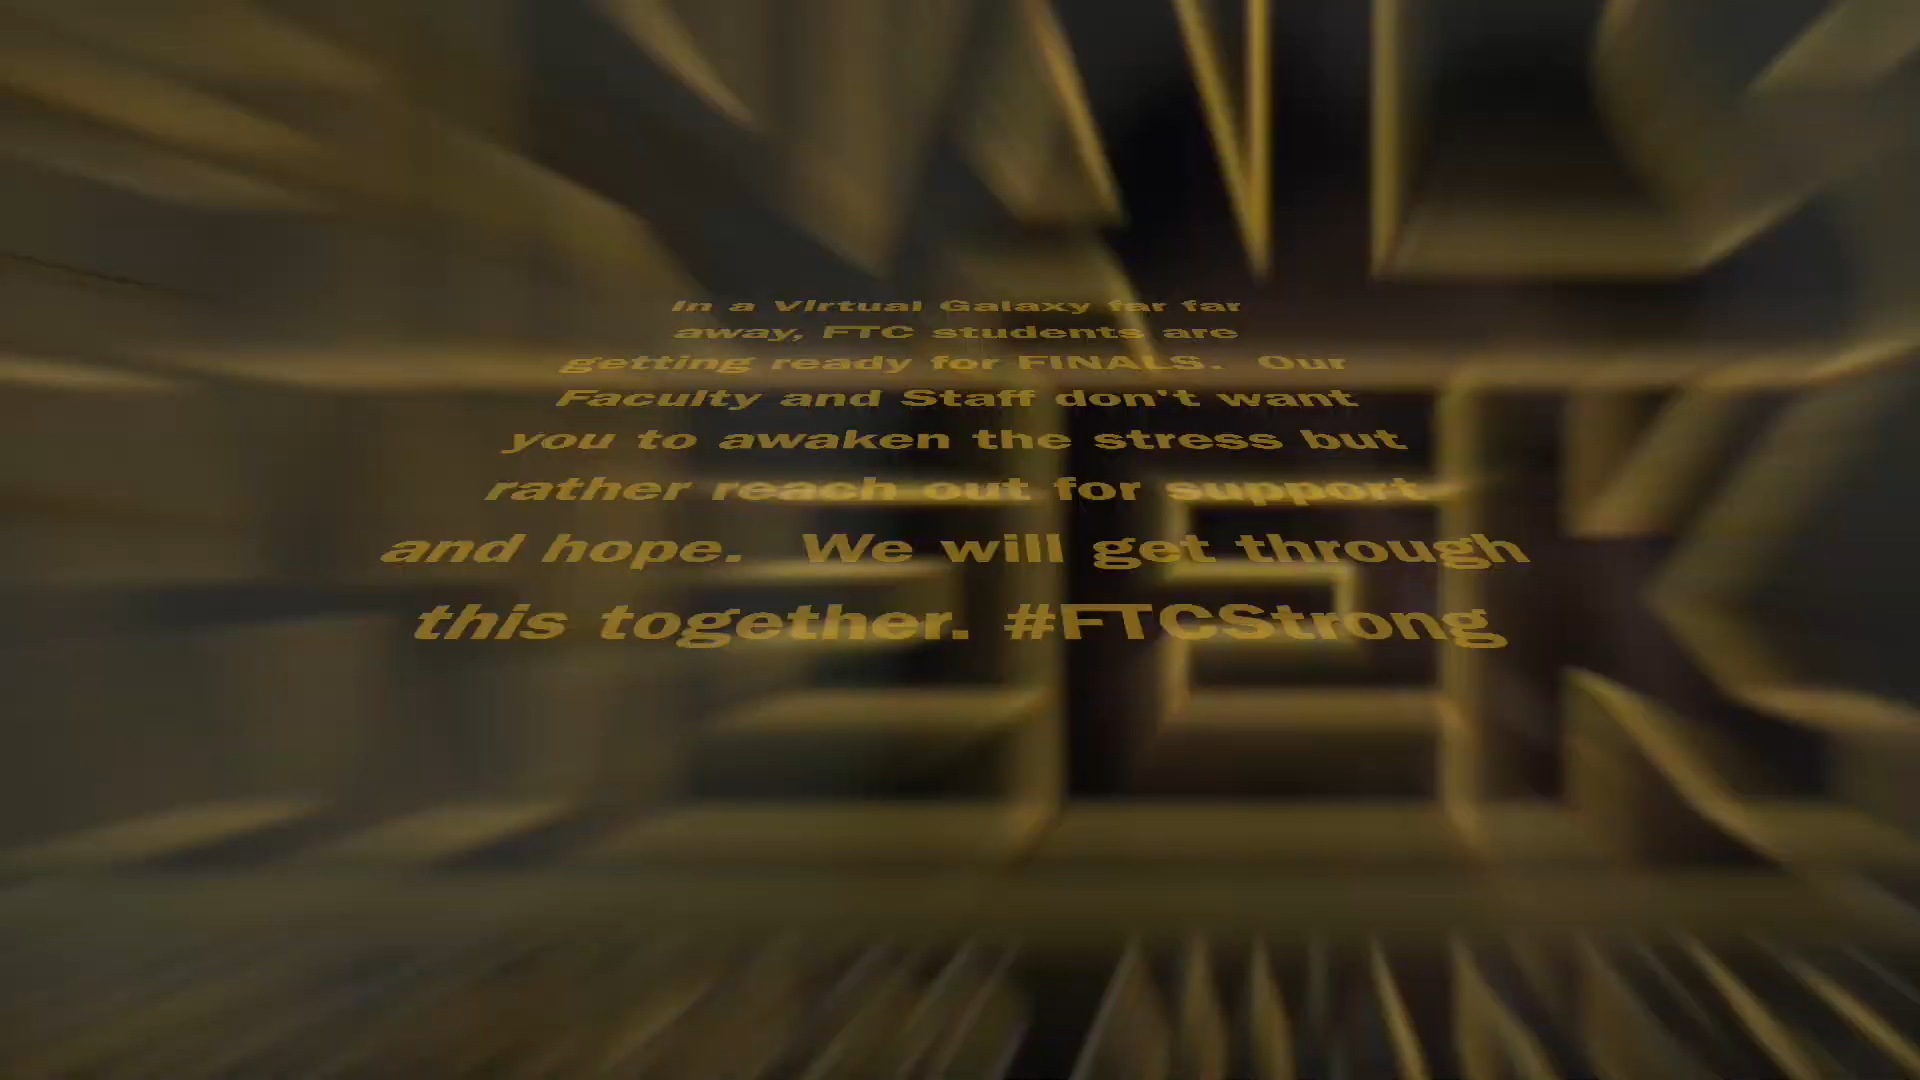 In a Virtual Galaxy far far
away, FTC students are
getting ready for FINALS.  Our
Faculty and Staff don't want
you to awaken the stress but
rather reach out for support
and hope.  We will get through
this together. #FTCStrong